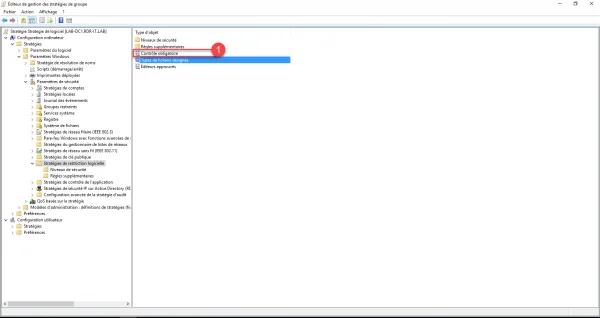 Éditeur de gestion des stratégies de groupe
Fichier Action Affichage ?
Stratégie Stratégie de logiciel [LAB-DC1.RDR-IT.LAB]
Configuration ordinateur
Stratégies
Paramètres du logiciel
Paramètres Windows
Stratégie de résolution de noms
Scripts (démarrage/arrêt)
Imprimantes déployées
Paramètres de sécurité
Stratégies de comptes
Stratégies locales
Journal des événements
Groupes restreints
Services système
Registre
Système de fichiers
Stratégies de réseau filaire (IEEE 802.3)
Pare-feu Windows avec fonctions avancées de
Stratégies du gestionnaire de listes de réseaux
Stratégies de réseau sans fil (IEEE 802.11)
Stratégies de clé publique
Stratégies de restriction logicielle
Niveaux de sécurité
Règles supplémentaires
Stratégies de contrôle de l'application
Stratégies de sécurité IP sur Active Directory (RD
Configuration avancée de la stratégie d'audit
QoS basée sur la stratégie
Modèles d'administration : définitions de stratégies (fic
Préférences
Configuration utilisateur
Stratégies
Préférences
Type d'objet
Niveaux de sécurité
Règles supplémentaires
Contrôle obligatoire
1
Types de fichiers désignés
Éditeurs approuvés